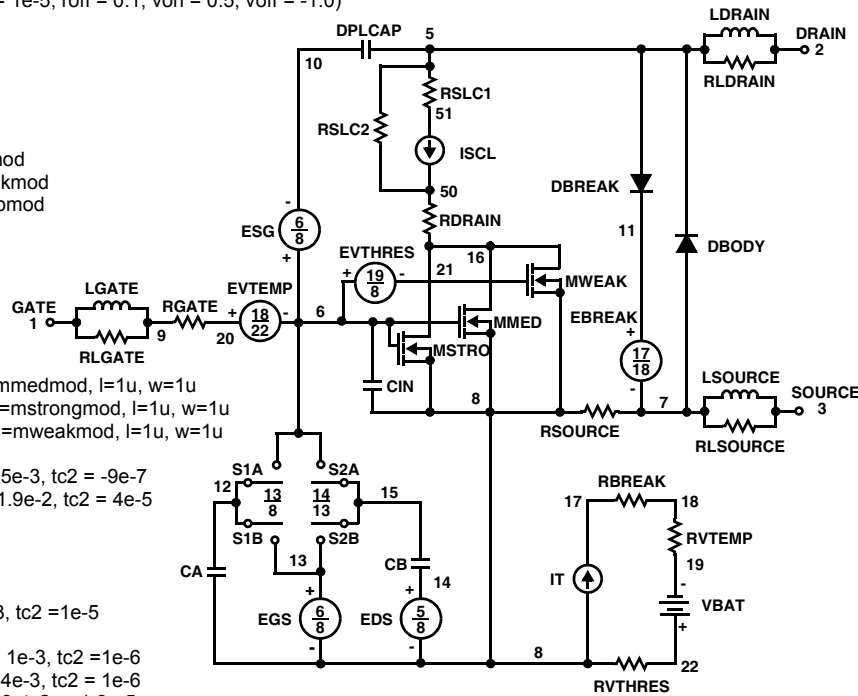 = 1e-5, roff = 0.1, von = 0.5, voff = -1.0)
LDRAIN
DPLCAP 5 DRAIN
10 2
RLDRAIN
RSLC1
51
RSLC2
ISCL
50
DBREAK
RDRAIN
ESG 6 8
- +
11
DBODY
EVTHRES
+ 19 8 - 21
16
MWEAK
LGATE EVTEMP
GATE RGATE + 18 22 - 6
1 9 20
RLGATE
MMED
EBREAK +
17 18
-
MSTRO
CIN
8
LSOURCE
SOURCE
7 3
RSOURCE
RLSOURCE
mmedmod, l=1u, w=1u
=mstrongmod, l=1u, w=1u
=mweakmod, l=1u, w=1u
5e-3, tc2 = -9e-7
1.9e-2, tc2 = 4e-5
S1A S2A
12 13 8 14 13 15
S1B S2B
13
CA CB
14
+ +
EGS 6 8 EDS 5 8
- -
RBREAK
17 18
RVTEMP
19
IT
-
VBAT
+
8 22
RVTHRES
3, tc2 =1e-5
1e-3, tc2 =1e-6
4e-3, tc2 = 1e-6